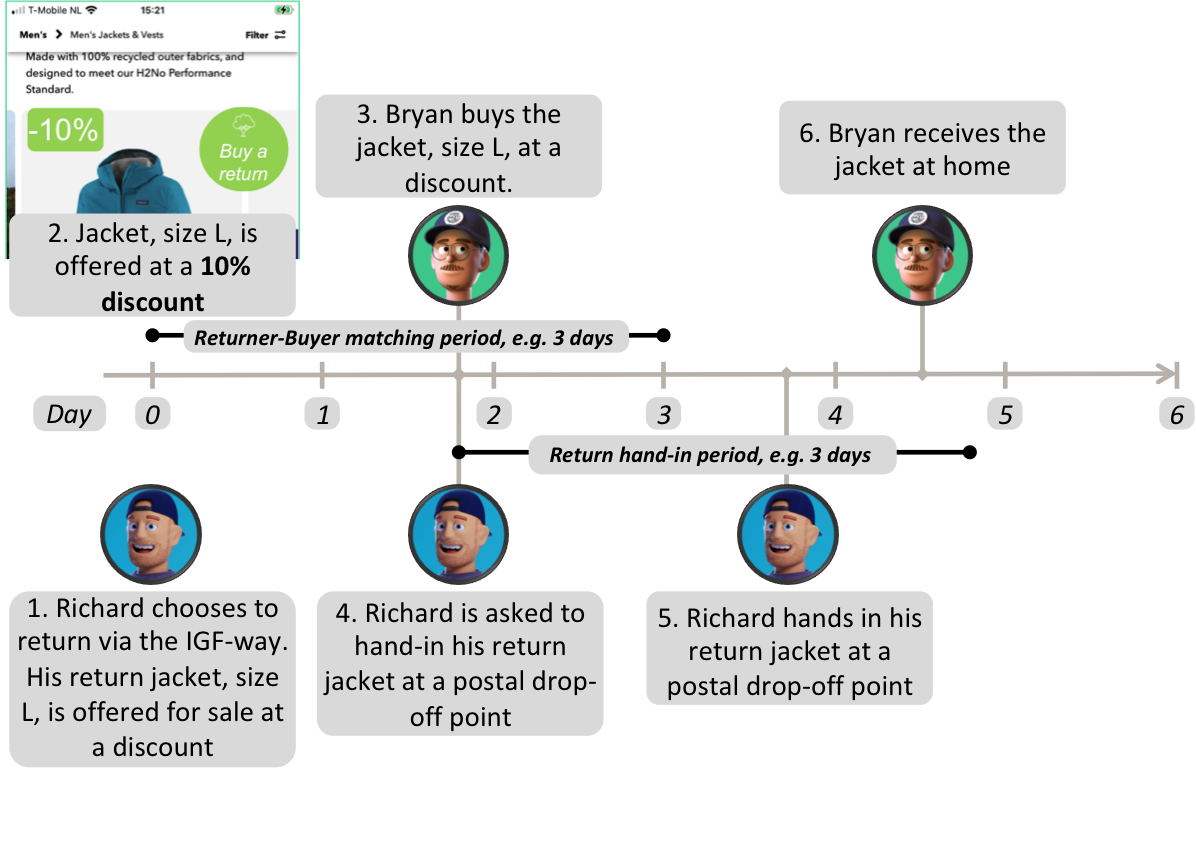 T-Mobile NL
15:21
Men's
Men's Jackets & Vests
Filter
Made with 100% recycled outer fabrics, and
designed to meet our H2No Performance
Standard.
-10%
Buy a
return
2. Jacket, size L, is
offered at a 10%
discount
3. Bryan buys the
jacket, size L, at a
discount.
6. Bryan receives the
jacket at home
Returner-Buyer matching period, e.g. 3 days
Day
0
1
2
3
4
5
6
Return hand-in period, e.g. 3 days
1. Richard chooses to
return via the IGF-way.
His return jacket, size
L, is offered for sale at
a discount
4. Richard is asked to
hand-in his return
jacket at a postal drop-
off point
5. Richard hands in his
return jacket at a
postal drop-off point